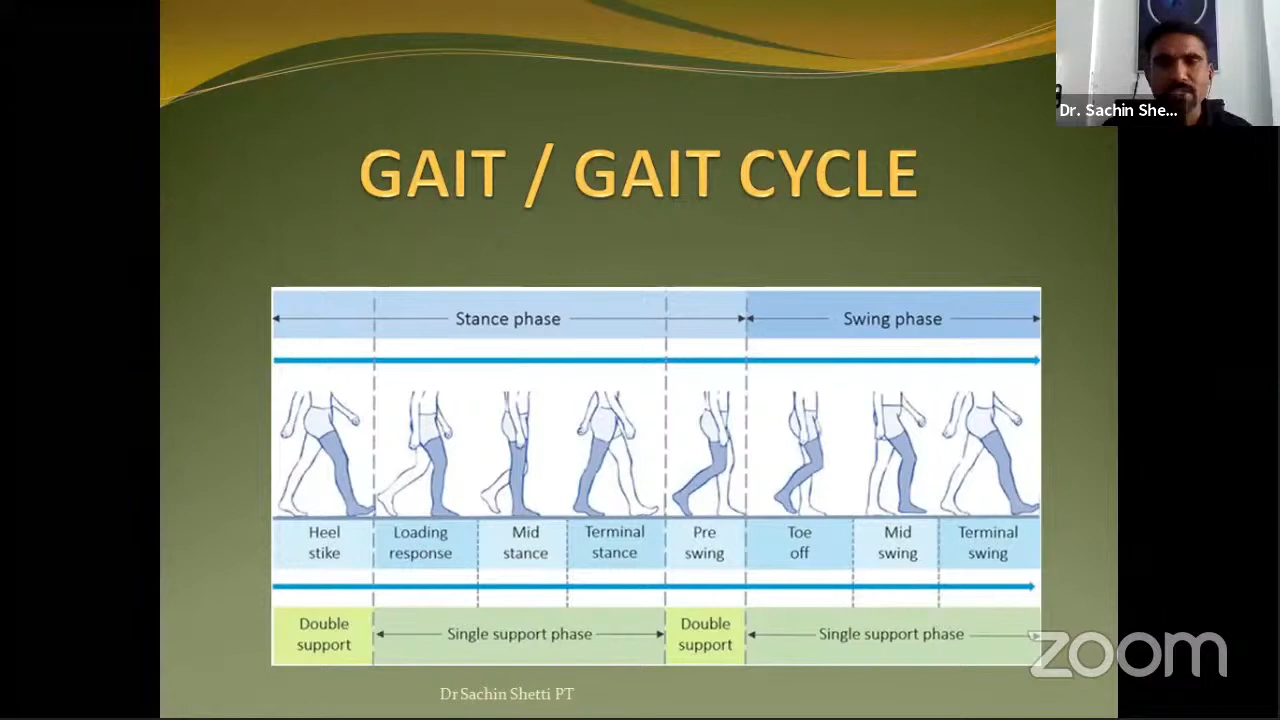 Dr. Sachin She...
GAIT / GAIT CYCLE
Stance phase
Swing phase
Heel
stike
Loading
response
Mid
stance
Terminal
stance
Pre
swing
Toe
off
Mid
swing
Terminal
swing
Double
support
Single support phase
Double
support
Single support phase
zoom
Dr Sachin Shetti PT